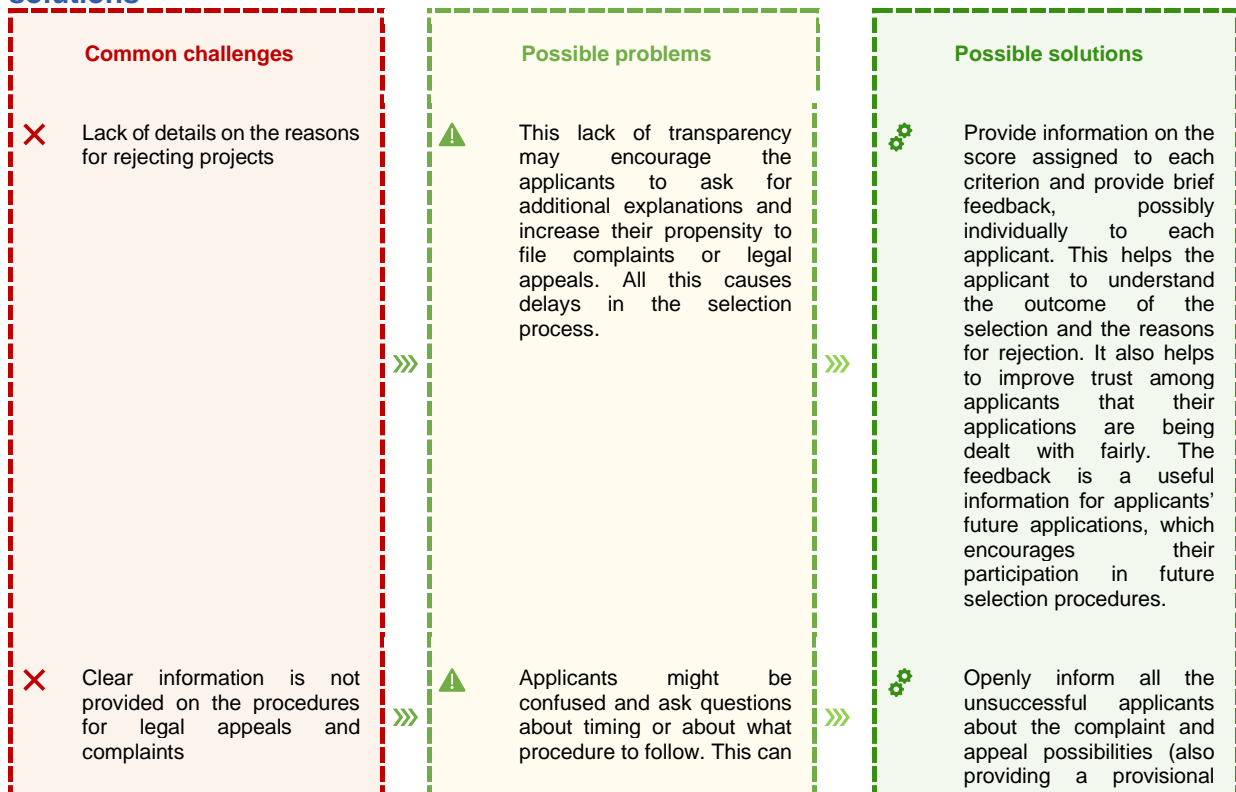 solutions
Common challenges
Possible problems
Possible solutions
Lack of details on the reasons
for rejecting projects
This lack of transparency
may encourage the
applicants to ask for
additional explanations and
increase their propensity to
file complaints or legal
appeals. All this causes
delays in the selection
process.
Provide information on the
score assigned to each
criterion and provide brief
feedback, possibly
individually to each
applicant. This helps the
applicant to understand
the outcome of the
selection and the reasons
for rejection. It also helps
to improve trust among
applicants that their
applications are being
dealt with fairly. The
feedback is a useful
information for applicants’
future applications, which
encourages their
participation in future
selection procedures.
Clear information is not
provided on the procedures
for legal appeals and
complaints
Applicants might be
confused and ask questions
about timing or about what
procedure to follow. This can
Openly inform all the
unsuccessful applicants
about the complaint and
appeal possibilities (also
providing a provisional